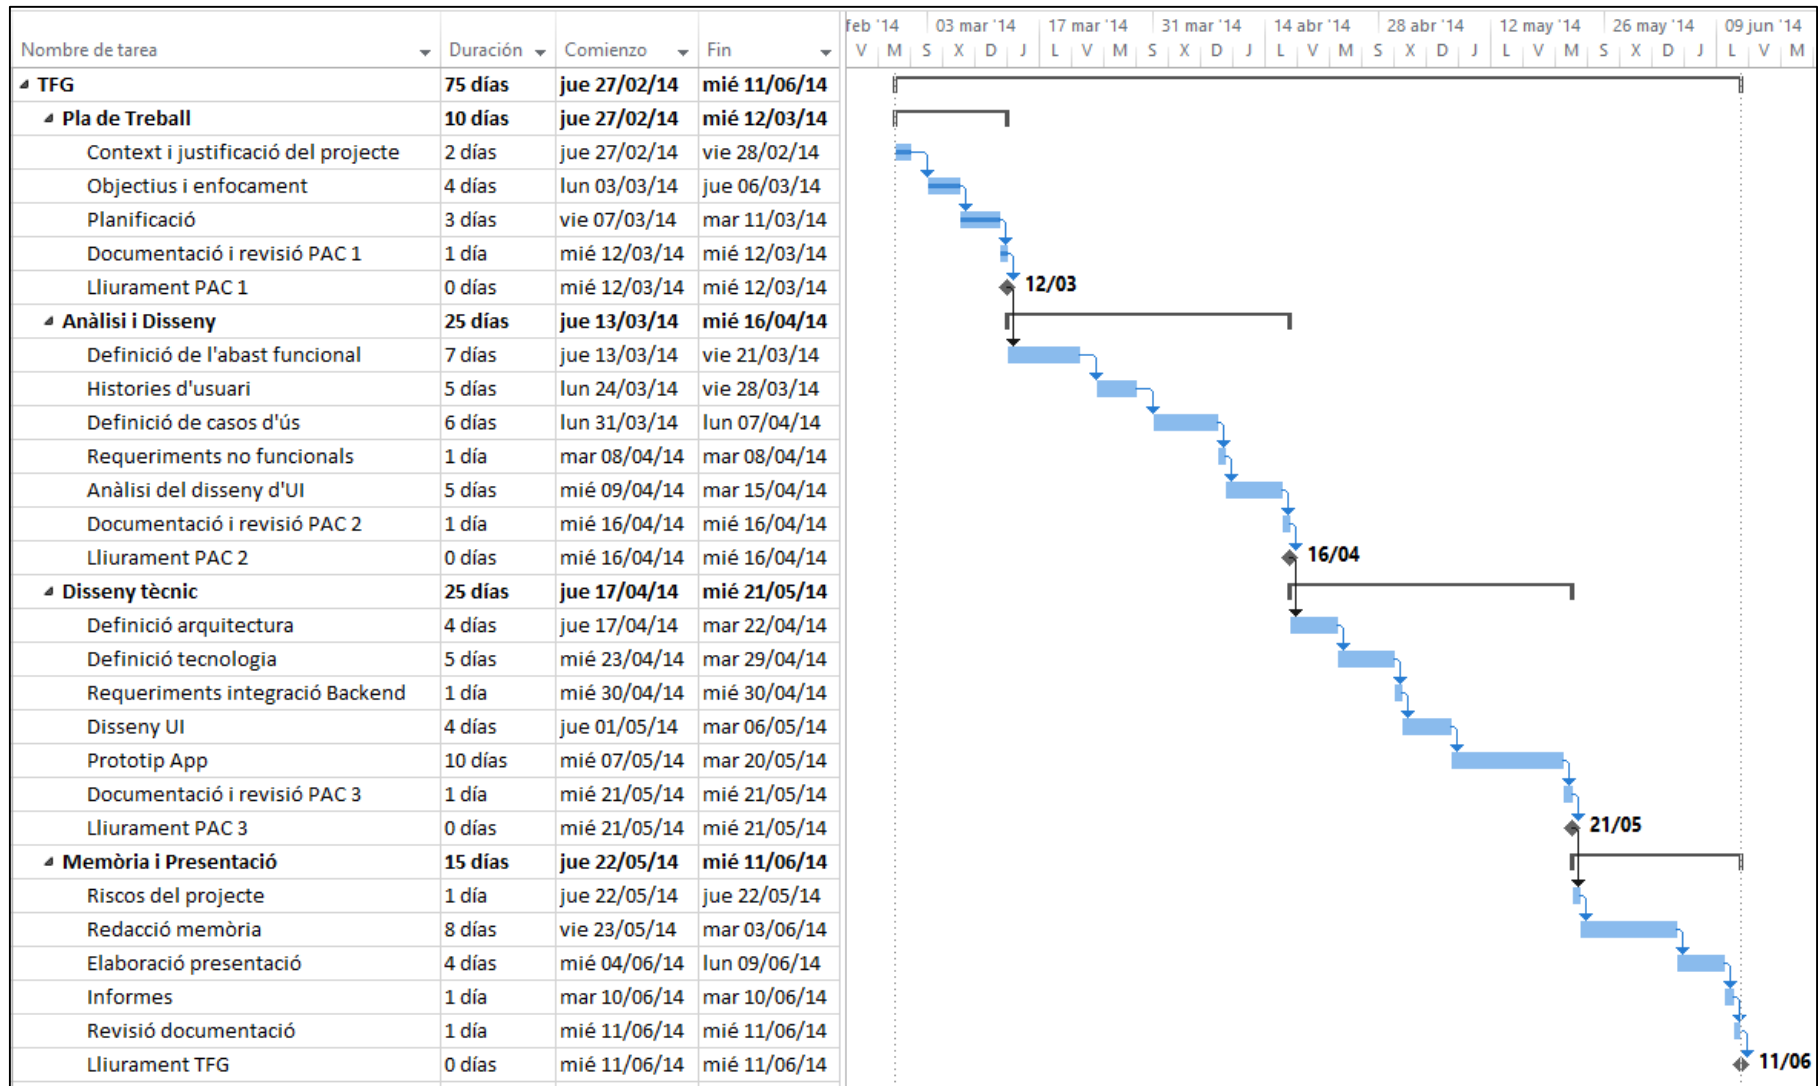 feb '14 03 mar '14 17 mar '14 31 mar '14 14 abr '14 28 abr '14 12 may '14 26 may '14 09 jun '14
Nombre de tarea Duración Comienzo Fin V M S X D J L V M S X D J L V M S X D J L V M S X D J L V M
TFG 75 días jue 27/02/14 mié 11/06/14
Pla de Treball 10 días jue 27/02/14 mié 12/03/14
Context i justificació del projecte 2 días jue 27/02/14 vie 28/02/14
Objectius i enfocament 4 días lun 03/03/14 jue 06/03/14
Planificació 3 días vie 07/03/14 mar 11/03/14
Documentació i revisió PAC 1 1 día mié 12/03/14 mié 12/03/14
Lliurament PAC 1 0 días mié 12/03/14 mié 12/03/14 12/03
Anàlisi i Disseny 25 días jue 13/03/14 mié 16/04/14
Definició de l'abast funcional 7 días jue 13/03/14 vie 21/03/14
Histories d'usuari 5 días lun 24/03/14 vie 28/03/14
Definició de casos d'ús 6 días lun 31/03/14 lun 07/04/14
Requeriments no funcionals 1 día mar 08/04/14 mar 08/04/14
Anàlisi del disseny d'UI 5 días mié 09/04/14 mar 15/04/14
Documentació i revisió PAC 2 1 día mié 16/04/14 mié 16/04/14
Lliurament PAC 2 0 días mié 16/04/14 mié 16/04/14 16/04
Disseny tècnic 25 días jue 17/04/14 mié 21/05/14
Definició arquitectura 4 días jue 17/04/14 mar 22/04/14
Definició tecnologia 5 días mié 23/04/14 mar 29/04/14
Requeriments integració Backend 1 día mié 30/04/14 mié 30/04/14
Disseny UI 4 días jue 01/05/14 mar 06/05/14
Prototip App 10 días mié 07/05/14 mar 20/05/14
Documentació i revisió PAC 3 1 día mié 21/05/14 mié 21/05/14
Lliurament PAC 3 0 días mié 21/05/14 mié 21/05/14 21/05
Memòria i Presentació 15 días jue 22/05/14 mié 11/06/14
Riscos del projecte 1 día jue 22/05/14 jue 22/05/14
Redacció memòria 8 días vie 23/05/14 mar 03/06/14
Elaboració presentació 4 días mié 04/06/14 lun 09/06/14
Informes 1 día mar 10/06/14 mar 10/06/14
Revisió documentació 1 día mié 11/06/14 mié 11/06/14
Lliurament TFG 0 días mié 11/06/14 mié 11/06/14 11/06